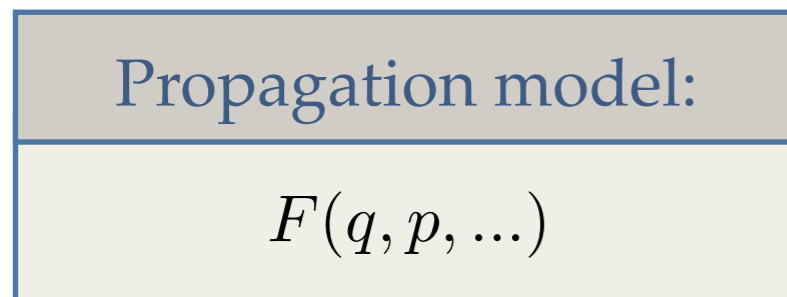 Propagation model:
F(q, p, ...)